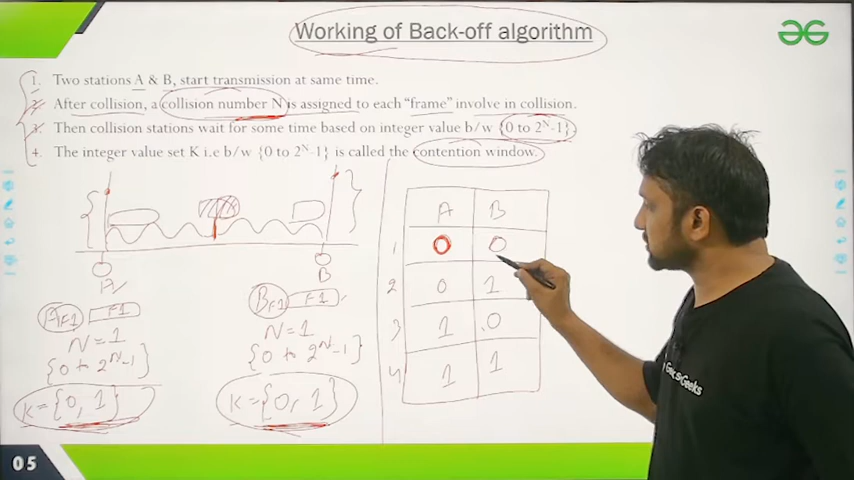 Working of Back-off algorithm
1. Two stations A & B, start transmission at same time.
2. After collision, a collision number N is assigned to each "frame" involve in collision.
3. Then collision stations wait for some time based on integer value b/w {0 to 2^N-1}
4. The integer value set K i.e b/w {0 to 2^N-1} is called the contention window.
A
B
AF1 F1
N=1
{0 to 2^N-1}
K={0, 1}
BF1 F1
N=1
{0 to 2^N-1}
K={0, 1}
A B
1 0 0
2 0 1
3 1 0
4 1 1
GeeksforGeeks
05